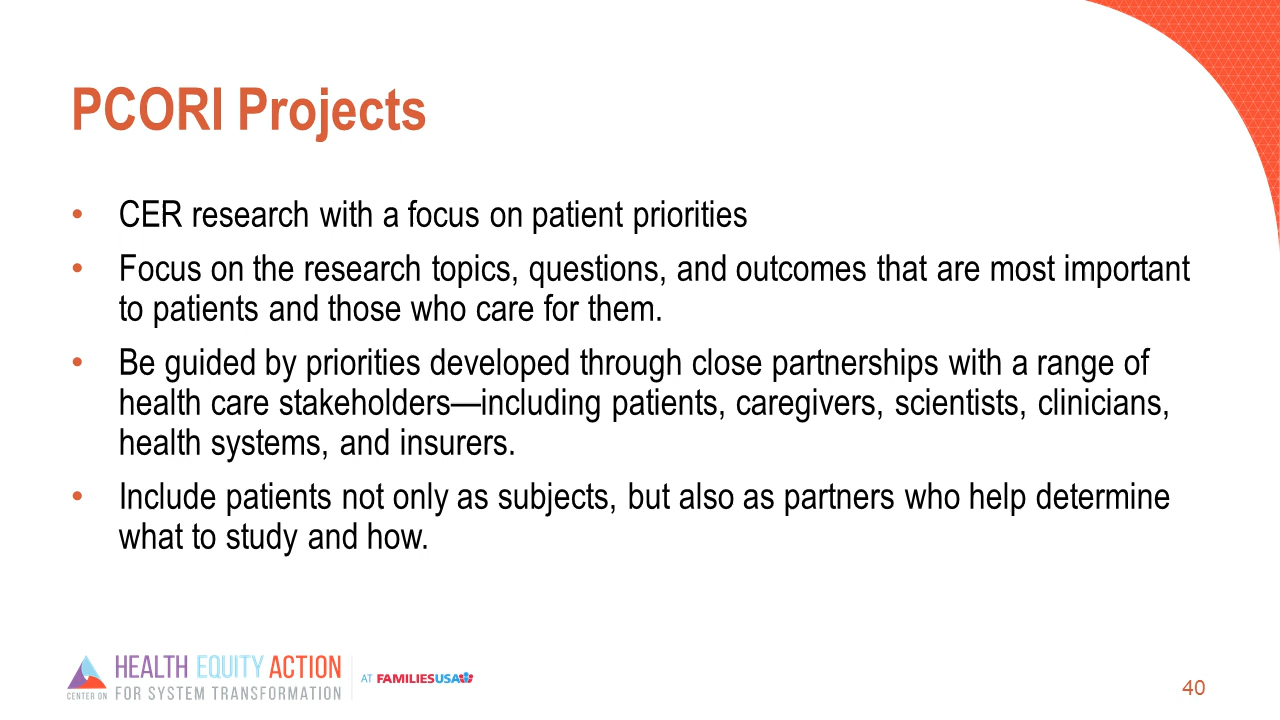 PCORI Projects
• CER research with a focus on patient priorities
• Focus on the research topics, questions, and outcomes that are most important
to patients and those who care for them.
• Be guided by priorities developed through close partnerships with a range of
health care stakeholders—including patients, caregivers, scientists, clinicians,
health systems, and insurers.
• Include patients not only as subjects, but also as partners who help determine
what to study and how.
HEALTH EQUITY ACTION
CENTER ON FOR SYSTEM TRANSFORMATION
AT FAMILIESUSA
40